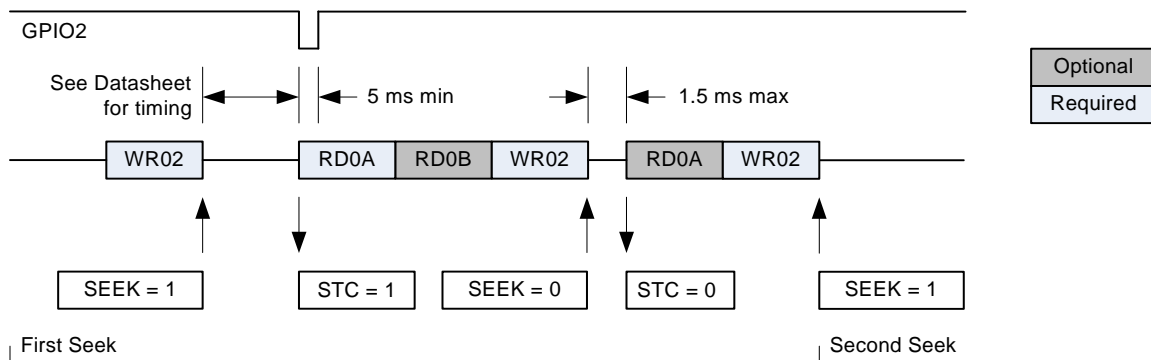 GPIO2
See Datasheet
for timing
5 ms min
1.5 ms max
Optional
Required
WR02
RD0A
RD0B
WR02
RD0A
WR02
SEEK = 1
STC = 1
SEEK = 0
STC = 0
SEEK = 1
First Seek
Second Seek